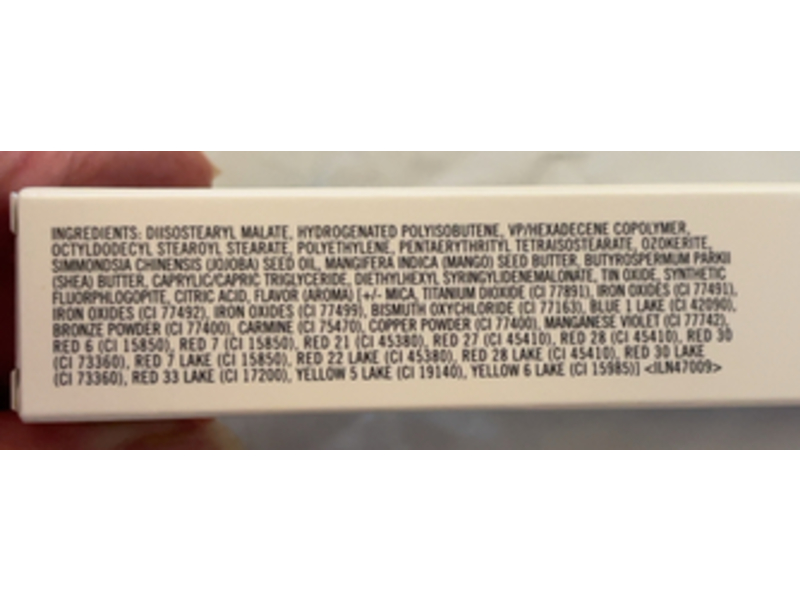 INGREDIENTS: DIISOSTEARYL MALATE, HYDROGENATED POLYISOBUTENE, VP/HEXADECENE COPOLYMER,
OCTYLDODECYL STEAROYL STEARATE, POLYETHYLENE, PENTAERYTHRITYL TETRAISOSTEARATE, OZOKERITE,
SIMMONDSIA CHINENSIS (JOJOBA) SEED OIL, MANGIFERA INDICA (MANGO) SEED BUTTER, BUTYROSPERMUM PARKII
(SHEA) BUTTER, CAPRYLIC/CAPRIC TRIGLYCERIDE, DIETHYLHEXYL SYRINGYLIDENEMALONATE, TIN OXIDE, SYNTHETIC
FLUORPHLOGOPITE, CITRIC ACID, FLAVOR (AROMA) [+/- MICA, TITANIUM DIOXIDE (CI 77891), IRON OXIDES (CI 77491),
IRON OXIDES (CI 77492), IRON OXIDES (CI 77499), BISMUTH OXYCHLORIDE (CI 77163), BLUE 1 LAKE (CI 42090),
BRONZE POWDER (CI 77400), CARMINE (CI 75470), COPPER POWDER (CI 77400), MANGANESE VIOLET (CI 77742),
RED 6 (CI 15850), RED 7 (CI 15850), RED 21 (CI 45380), RED 27 (CI 45410), RED 28 (CI 45410), RED 30
(CI 73360), RED 7 LAKE (CI 15850), RED 22 LAKE (CI 45380), RED 28 LAKE (CI 45410), RED 30 LAKE
(CI 73360), RED 33 LAKE (CI 17200), YELLOW 5 LAKE (CI 19140), YELLOW 6 LAKE (CI 15985)] <ILN47009>